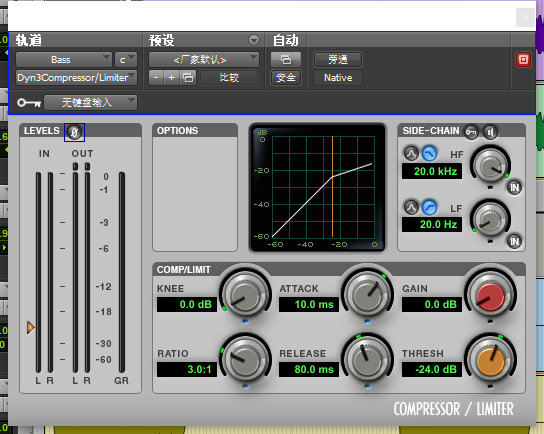 轨道 预设 自动
Bass c <厂家默认> 旁通
Dyn3Compressor/Limiter - + 比较 安全 Native
无键盘输入
LEVELS Ø OPTIONS SIDE-CHAIN
IN OUT
dB
0
-20
-40
-60
-60 -40 -20 0
HF
20.0 kHz
IN
LF
20.0 Hz
IN
0
-1
-3
-6
-12
-18
-30
-60
L R L R GR
COMP/LIMIT
KNEE ATTACK GAIN
0.0 dB 10.0 ms 0.0 dB
RATIO RELEASE THRESH
3.0:1 80.0 ms -24.0 dB
COMPRESSOR / LIMITER